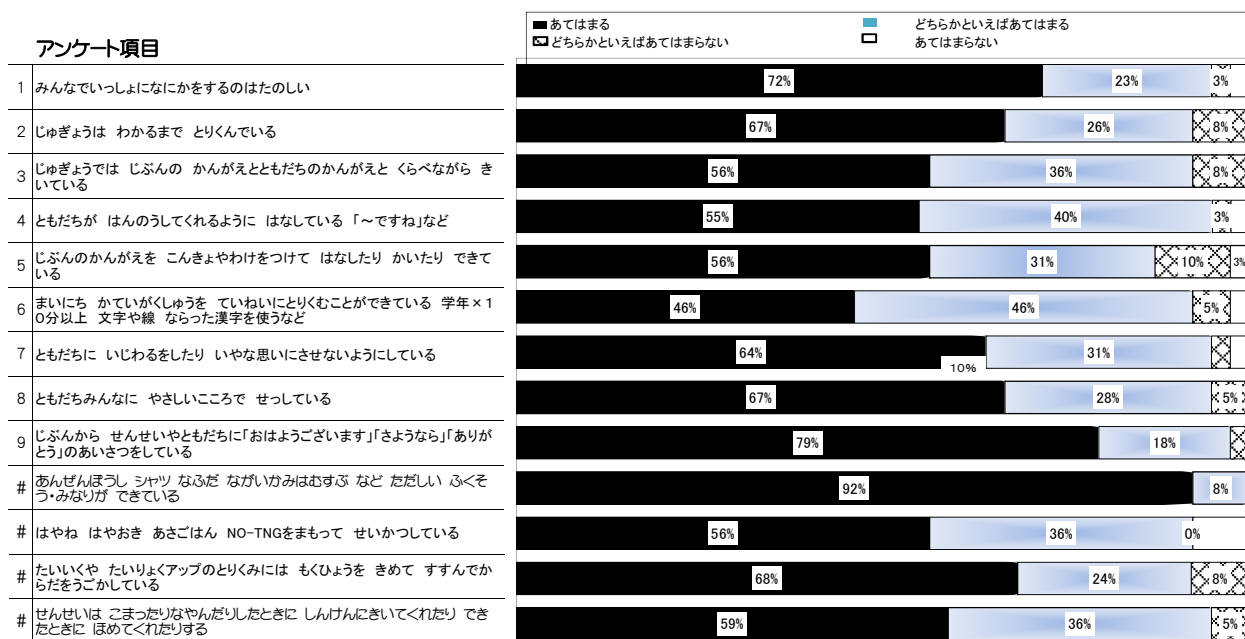 ■あてはまる
どちらかといえばあてはまる
どちらかといえばあてはまらない
あてはまらない
アンケート項目
1 みんなでいっしょになにかをするのはたのしい
72% 23% 3%
2 じゅぎょうは わかるまで とりくんでいる
67% 26% 8%
3 じゅぎょうでは じぶんの かんがえとともだちのかんがえと くらべながら き
いている
56% 36% 8%
4 ともだちが はんのうしてくれるように はなしている 「～ですね」など
55% 40% 3%
5 じぶんのかんがえを こんきょやわけをつけて はなしたり かいたり できて
いる
56% 31% 10% 3%
6 まいにち かていがくしゅうを ていねいにとりくむことができている 学年×1
0分以上 文字や線 ならった漢字を使うなど
46% 46% 5%
7 ともだちに いじわるをしたり いやな思いにさせないようにしている
64% 31%
10%
8 ともだちみんなに やさしいこころで せっしている
67% 28% 5%
9 じぶんから せんせいやともだちに「おはようございます」「さようなら」「ありが
とう」のあいさつをしている
79% 18%
# あんぜんぼうし シャツ なふだ ながいかみはむすぶ など ただしい ふくそ
う・みなりが できている
92% 8%
# はやね はやおき あさごはん NO-TNGをまもって せいかつしている
56% 36% 0%
# たいいくや たいりょくアップのとりくみには もくひょうを きめて すすんでか
らだをうごかしている
68% 24% 8%
# せんせいは こまったりなやんだりしたときに しんけんにきいてくれたり でき
たときに ほめてくれたりする
59% 36% 5%